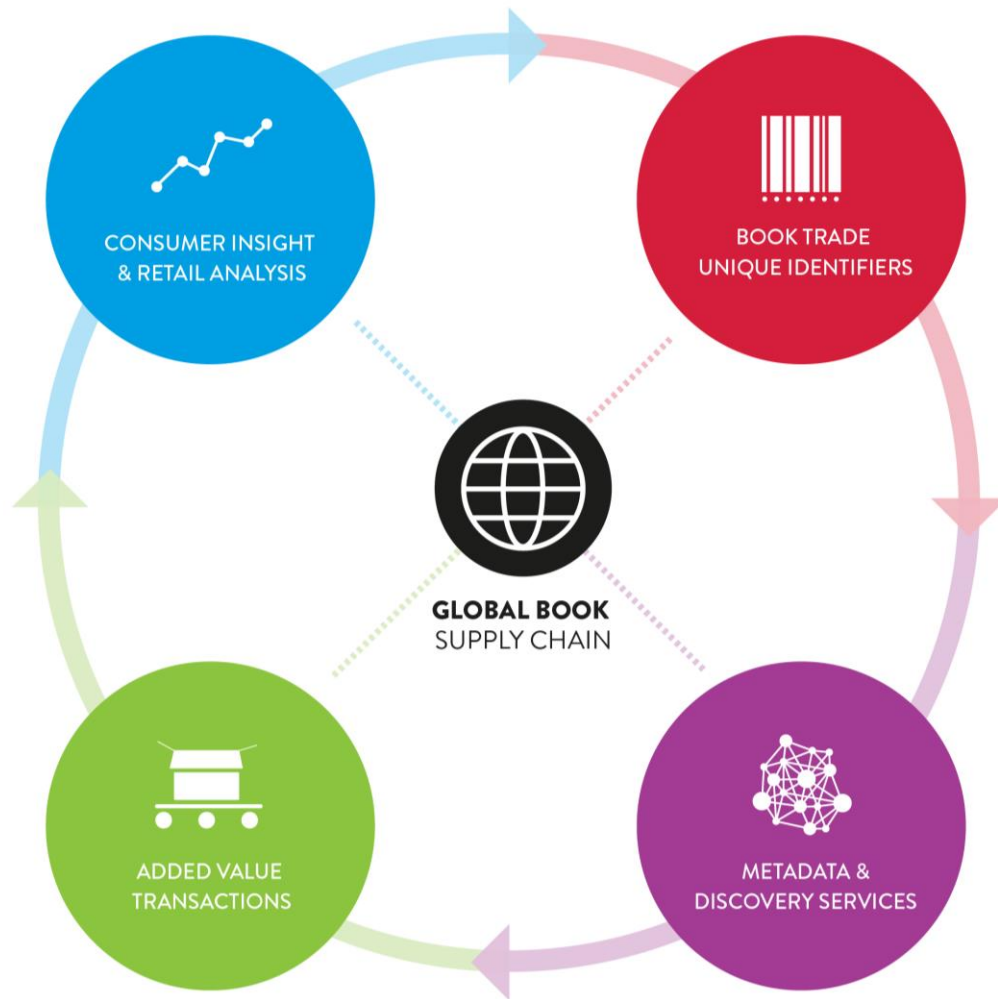 CONSUMER INSIGHT
& RETAIL ANALYSIS
BOOK TRADE
UNIQUE IDENTIFIERS
GLOBAL BOOK
SUPPLY CHAIN
ADDED VALUE
TRANSACTIONS
METADATA &
DISCOVERY SERVICES